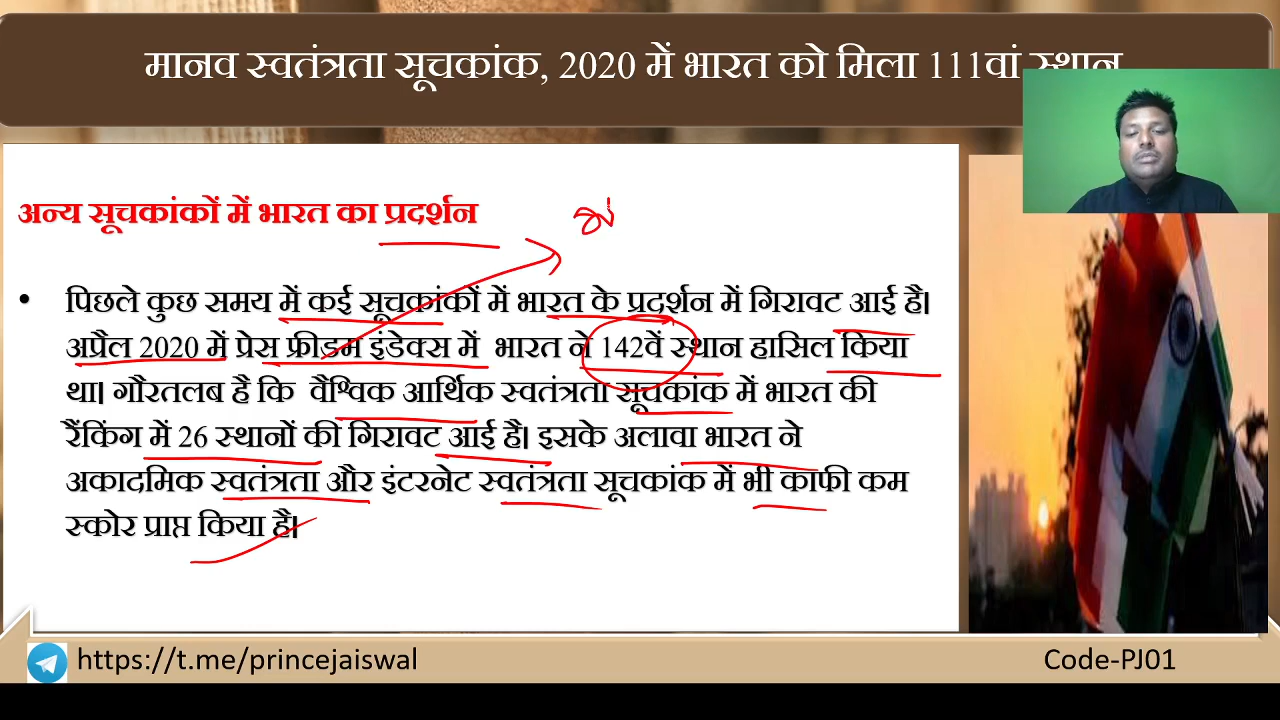 मानव स्वतंत्रता सूचकांक, 2020 में भारत को मिला 111वां स्थान
अन्य सूचकांकों में भारत का प्रदर्शन
• पिछले कुछ समय में कई सूचकांकों में भारत के प्रदर्शन में गिरावट आई है।
अप्रैल 2020 में प्रेस फ्रीडम इंडेक्स में भारत ने 142वें स्थान हासिल किया
था। गौरतलब है कि वैश्विक आर्थिक स्वतंत्रता सूचकांक में भारत की
रैंकिंग में 26 स्थानों की गिरावट आई है। इसके अलावा भारत ने
अकादमिक स्वतंत्रता और इंटरनेट स्वतंत्रता सूचकांक में भी काफी कम
स्कोर प्राप्त किया है।
https://t.me/princejaiswal
Code-PJ01